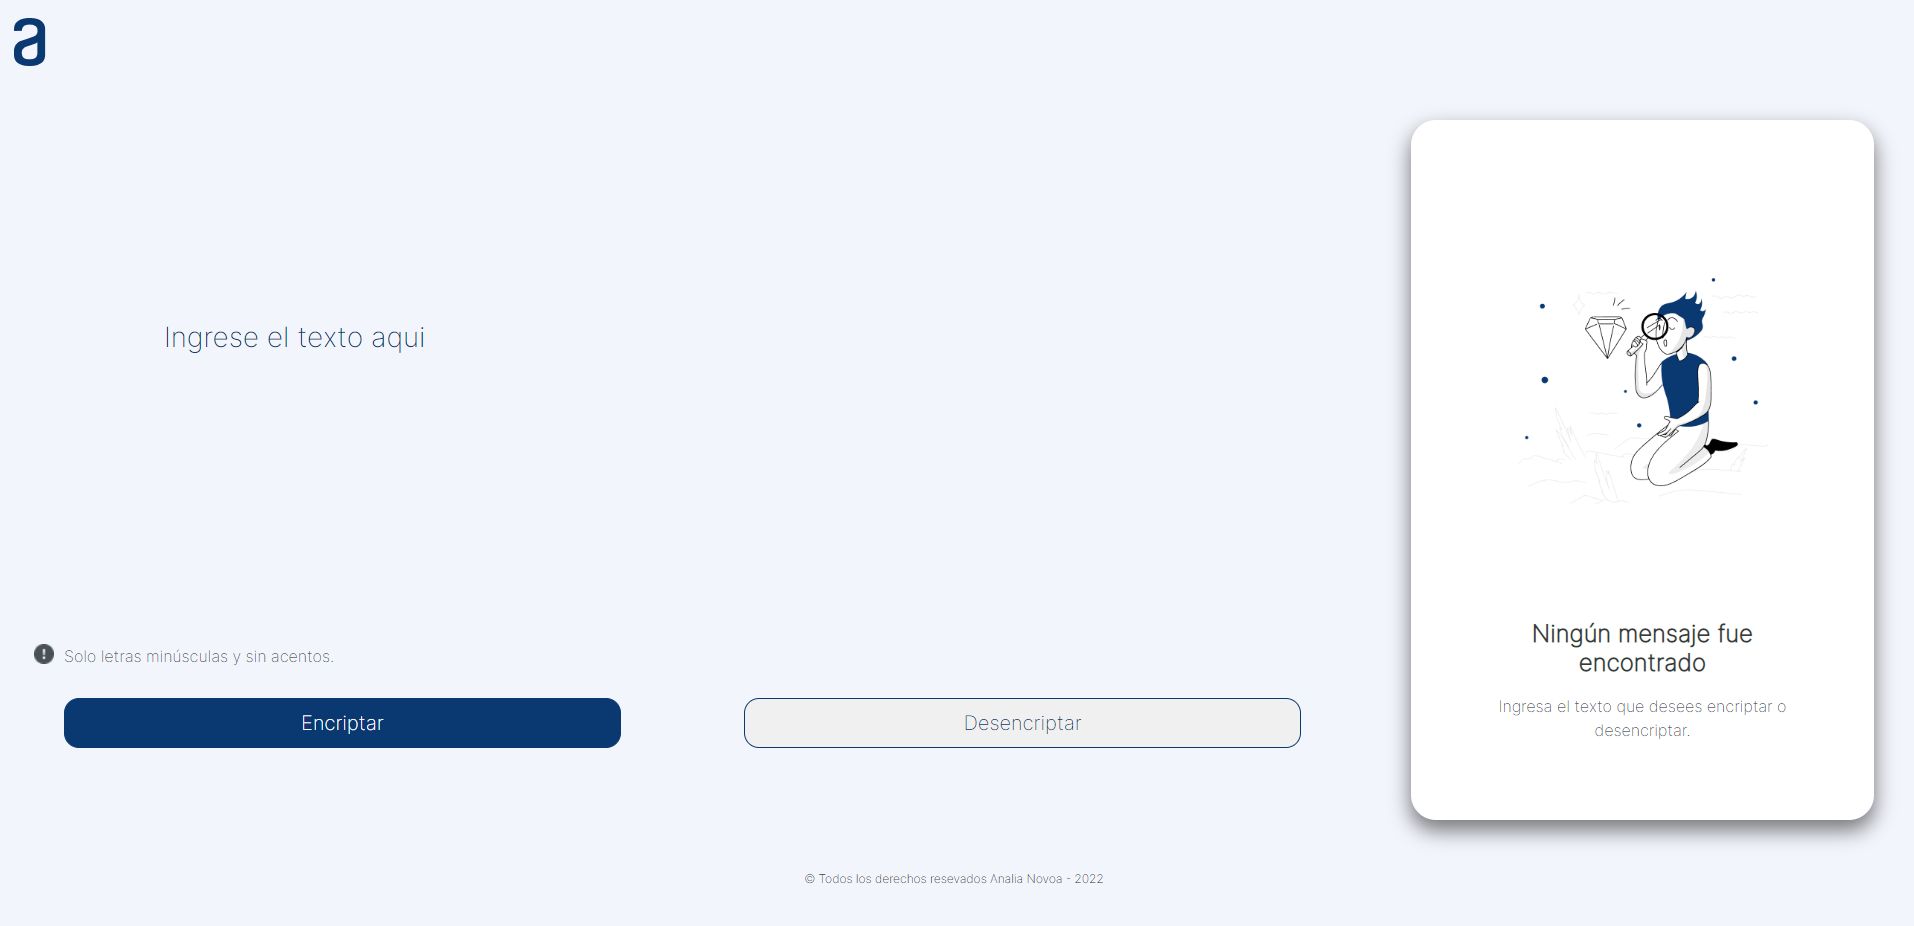 a
Ingrese el texto aqui
Solo letras minúsculas y sin acentos.
Encriptar
Desencriptar
Ningún mensaje fue
encontrado
Ingresa el texto que desees encriptar o
desencriptar.
© Todos los derechos resevados Analia Novoa - 2022